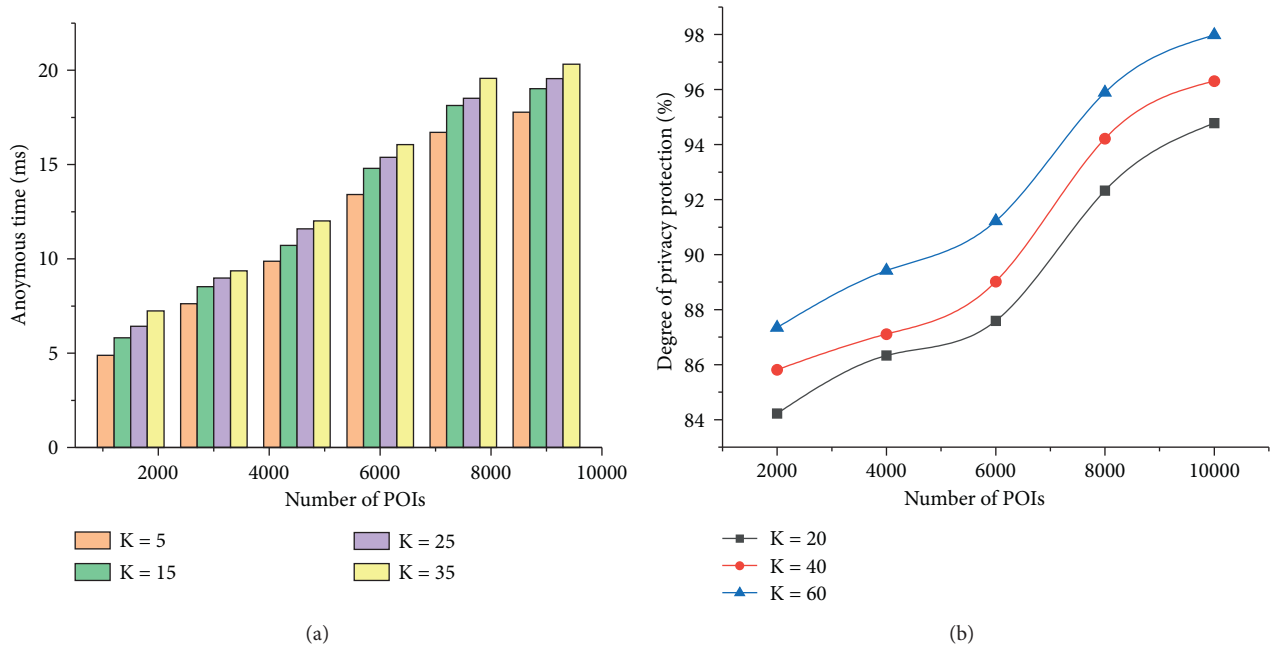 Anoymous time (ms)
20
15
10
5
0
2000 4000 6000 8000 10000
Number of POIs
K = 5 K = 25
K = 15 K = 35
(a)
Degree of privacy protection (%)
98
96
94
92
90
88
86
84
2000 4000 6000 8000 10000
Number of POIs
K = 20
K = 40
K = 60
(b)